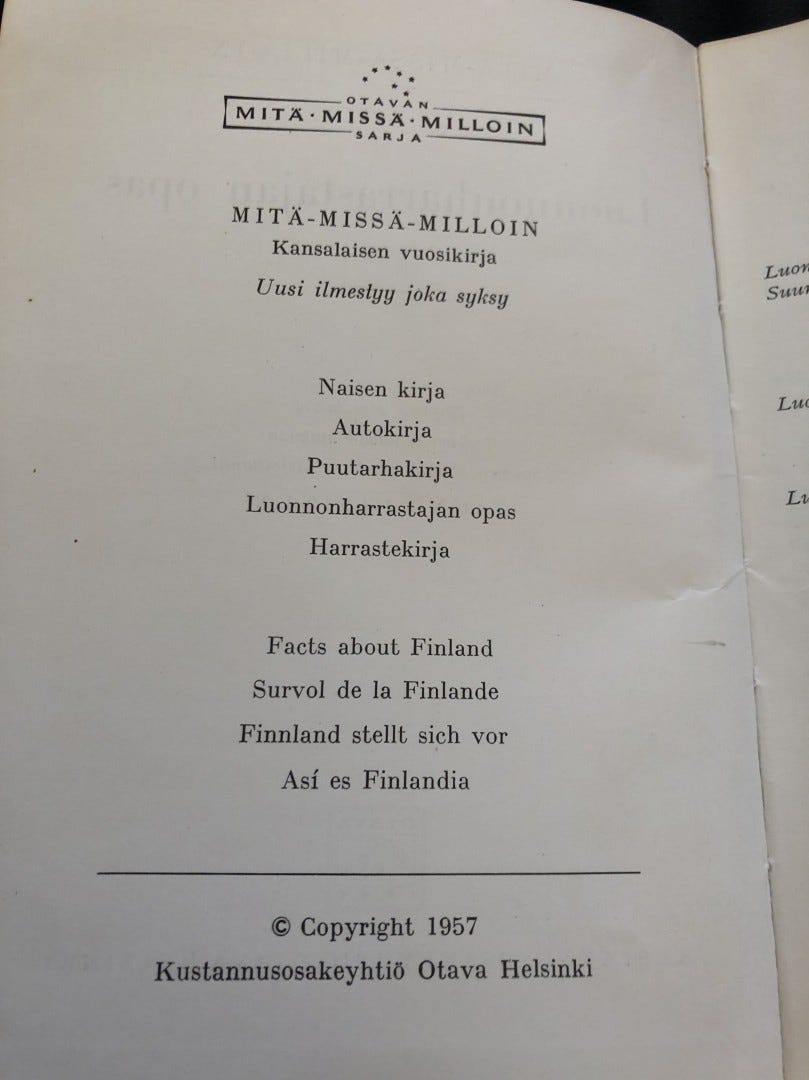 OTAVAN
MITÄ · MISSÄ · MILLOIN
SARJA
MITÄ-MISSÄ-MILLOIN
Kansalaisen vuosikirja
Uusi ilmestyy joka syksy
Naisen kirja
Autokirja
Puutarhakirja
Luonnonharrastajan opas
Harrastekirja
Facts about Finland
Survol de la Finlande
Finnland stellt sich vor
Así es Finlandia
© Copyright 1957
Kustannusosakeyhtiö Otava Helsinki